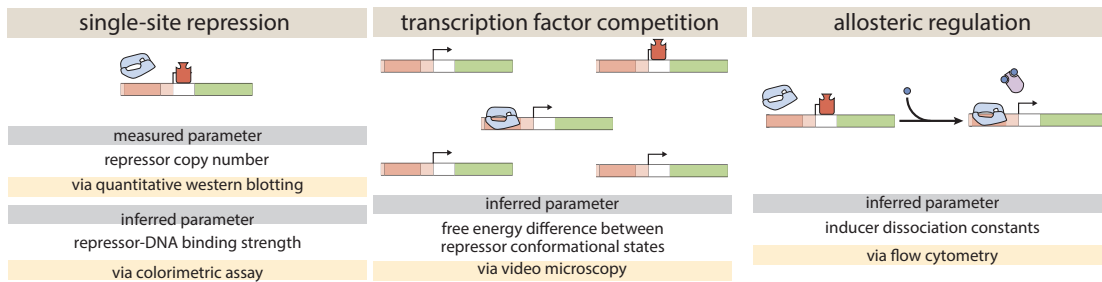 single-site repression
measured parameter
repressor copy number
via quantitative western blotting
inferred parameter
repressor-DNA binding strength
via colorimetric assay
transcription factor competition
inferred parameter
free energy difference between
repressor conformational states
via video microscopy
allosteric regulation
inferred parameter
inducer dissociation constants
via flow cytometry